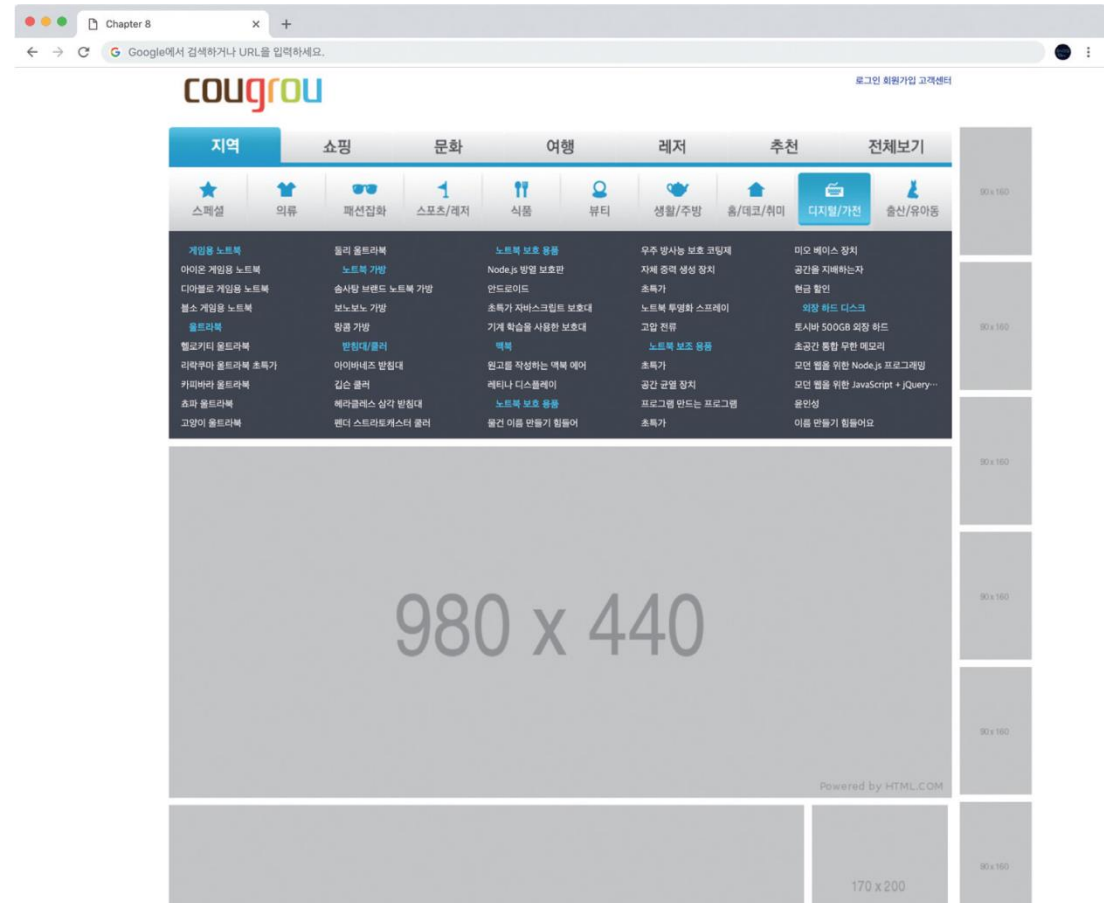 Chapter 8
Google에서 검색하거나 URL을 입력하세요.
cougrou
로그인 회원가입 고객센터
지역 쇼핑 문화 여행 레저 추천 전체보기
스페셜 의류 패션잡화 스포츠/레저 식품 뷰티 생활/주방 홈/데코/취미 디지털/가전 출산/유아동
게임용 노트북 둘리 울트라북 노트북 보호 용품 우주 방사능 보호 코팅제 미오 베이스 장치
아이온 게임용 노트북 노트북 가방 Node.js 방열 보호판 자체 중력 생성 장치 공간을 지배하는자
디아블로 게임용 노트북 솜사탕 브랜드 노트북 가방 안드로이드 초특가 현금 할인
블소 게임용 노트북 보노보노 가방 초특가 자바스크립트 보호대 노트북 투명화 스프레이 외장 하드 디스크
울트라북 랑콤 가방 기계 학습을 사용한 보호대 고압 전류 토시바 500GB 외장 하드
헬로키티 울트라북 받침대/쿨러 맥북 노트북 보조 용품 초공간 통합 무한 메모리
리락쿠마 울트라북 초특가 아이바네즈 받침대 원고를 작성하는 맥북 에어 초특가 모던 웹을 위한 Node.js 프로그래밍
카피바라 울트라북 깁슨 쿨러 레티나 디스플레이 공간 균열 장치 모던 웹을 위한 JavaScript + jQuery…
쵸파 울트라북 헤라클레스 삼각 받침대 노트북 보호 용품 프로그램 만드는 프로그램 윤인성
고양이 울트라북 펜더 스트라토캐스터 쿨러 물건 이름 만들기 힘들어 초특가 이름 만들기 힘들어요
90 x 160
90 x 160
90 x 160
980 x 440
90 x 160
90 x 160
Powered by HTML.COM
90 x 160
170 x 200